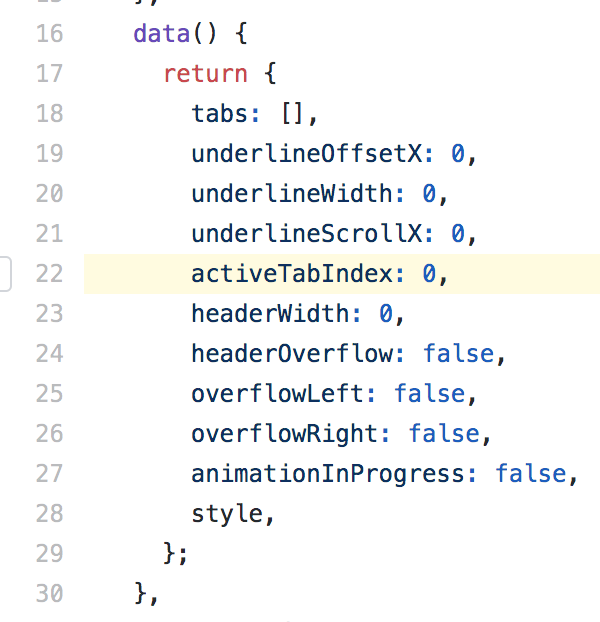 16 data() {
17 return {
18 tabs: [],
19 underlineOffsetX: 0,
20 underlineWidth: 0,
21 underlineScrollX: 0,
22 activeTabIndex: 0,
23 headerWidth: 0,
24 headerOverflow: false,
25 overflowLeft: false,
26 overflowRight: false,
27 animationInProgress: false,
28 style,
29 };
30 },